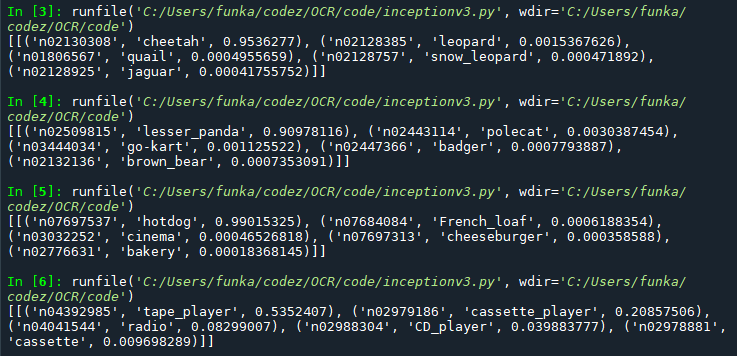 In [3]: runfile('C:/Users/funka/codez/OCR/code/inceptionv3.py', wdir='C:/Users/funka/
codez/OCR/code')
[[('n02130308', 'cheetah', 0.9536277), ('n02128385', 'leopard', 0.0015367626),
('n01806567', 'quail', 0.0004955659), ('n02128757', 'snow_leopard', 0.000471892),
('n02128925', 'jaguar', 0.00041755752)]]
In [4]: runfile('C:/Users/funka/codez/OCR/code/inceptionv3.py', wdir='C:/Users/funka/
codez/OCR/code')
[[('n02509815', 'lesser_panda', 0.90978116), ('n02443114', 'polecat', 0.0030387454),
('n03444034', 'go-kart', 0.001125522), ('n02447366', 'badger', 0.0007793887),
('n02132136', 'brown_bear', 0.0007353091)]]
In [5]: runfile('C:/Users/funka/codez/OCR/code/inceptionv3.py', wdir='C:/Users/funka/
codez/OCR/code')
[[('n07697537', 'hotdog', 0.99015325), ('n07684084', 'French_loaf', 0.0006188354),
('n03032252', 'cinema', 0.00046526818), ('n07697313', 'cheeseburger', 0.000358588),
('n02776631', 'bakery', 0.00018368145)]]
In [6]: runfile('C:/Users/funka/codez/OCR/code/inceptionv3.py', wdir='C:/Users/funka/
codez/OCR/code')
[[('n04392985', 'tape_player', 0.5352407), ('n02979186', 'cassette_player', 0.20857506),
('n04041544', 'radio', 0.08299007), ('n02988304', 'CD_player', 0.039883777), ('n02978881',
'cassette', 0.009698289)]]